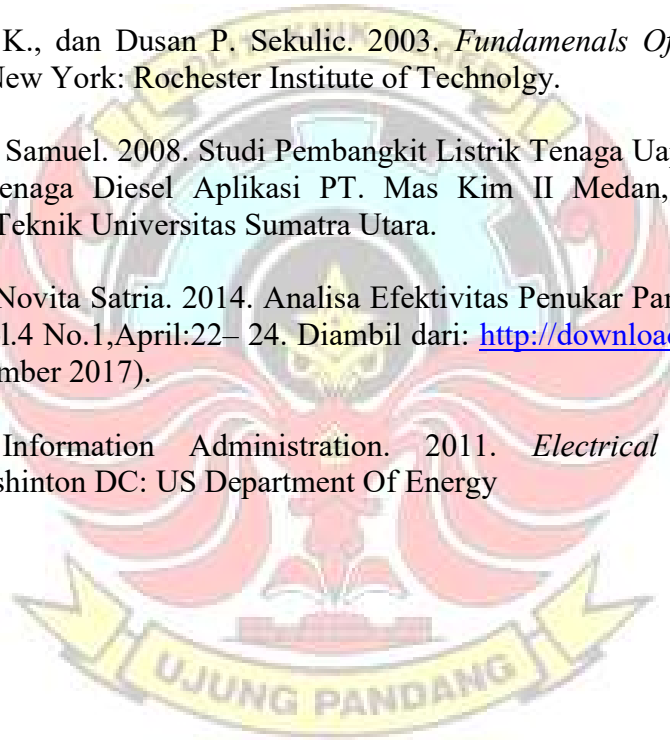 K., dan Dusan P. Sekulic. 2003. Fundamenals Of
New York: Rochester Institute of Technolgy.
Samuel. 2008. Studi Pembangkit Listrik Tenaga Uap
enaga Diesel Aplikasi PT. Mas Kim II Medan,
Teknik Universitas Sumatra Utara.
Novita Satria. 2014. Analisa Efektivitas Penukar Pan
l.4 No.1,April:22– 24. Diambil dari: http://download
mber 2017).
Information Administration. 2011. Electrical
shinton DC: US Department Of Energy
UJUNG PANDANG